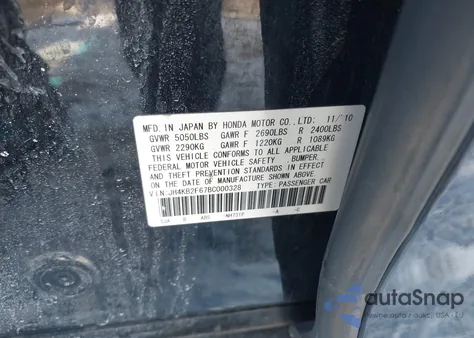 MFD. IN JAPAN BY HONDA MOTOR CO., LTD. 11/10
GVWR 5050LBS GAWR F 2690LBS R 2400LBS
GVWR 2290KG GAWR F 1220KG R 1089KG
THIS VEHICLE CONFORMS TO ALL APPLICABLE
FEDERAL MOTOR VEHICLE SAFETY, BUMPER,
AND THEFT PREVENTION STANDARDS IN EFFECT
ON THE DATE OF MANUFACTURE SHOWN ABOVE.
VIN: JH4KB2F67BC000328 TYPE: PASSENGER CAR
NH731P
autoSnap